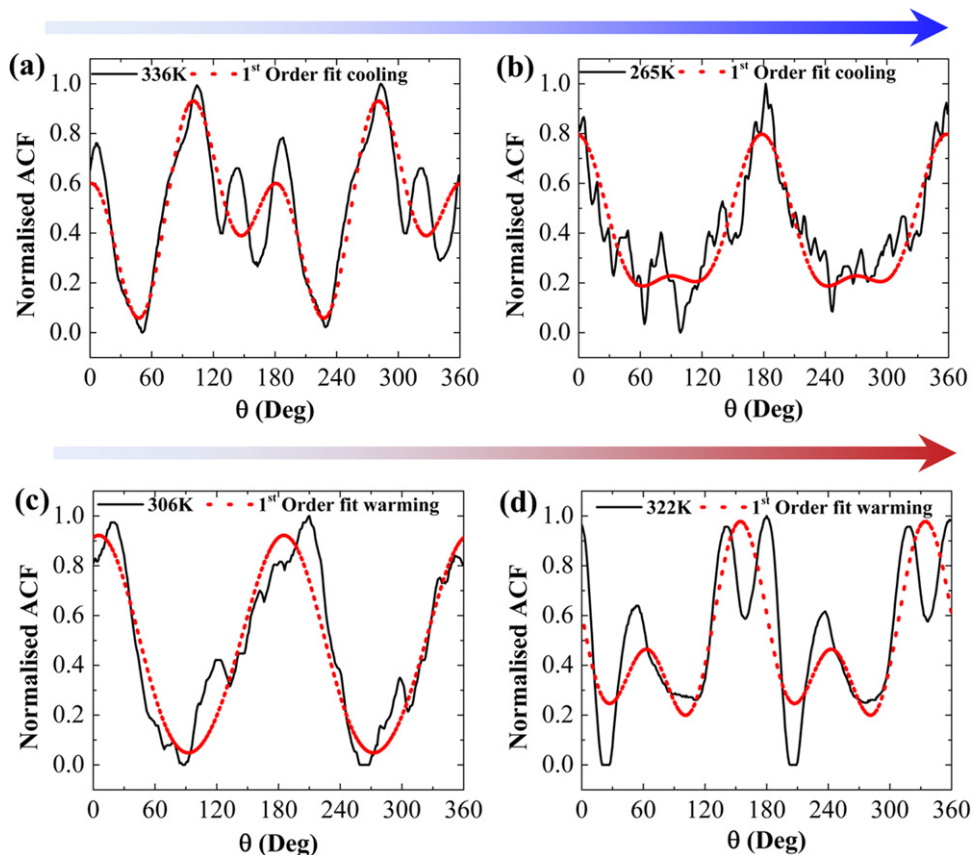 (a)
336K 1st Order fit cooling
Normalised ACF
1.0
0.8
0.6
0.4
0.2
0.0
0 60 120 180 240 300 360
θ (Deg)
(b)
265K 1st Order fit cooling
Normalised ACF
1.0
0.8
0.6
0.4
0.2
0.0
0 60 120 180 240 300 360
θ (Deg)
(c)
306K 1st Order fit warming
Normalised ACF
1.0
0.8
0.6
0.4
0.2
0.0
0 60 120 180 240 300 360
θ (Deg)
(d)
322K 1st Order fit warming
Normalised ACF
1.0
0.8
0.6
0.4
0.2
0.0
0 60 120 180 240 300 360
θ (Deg)